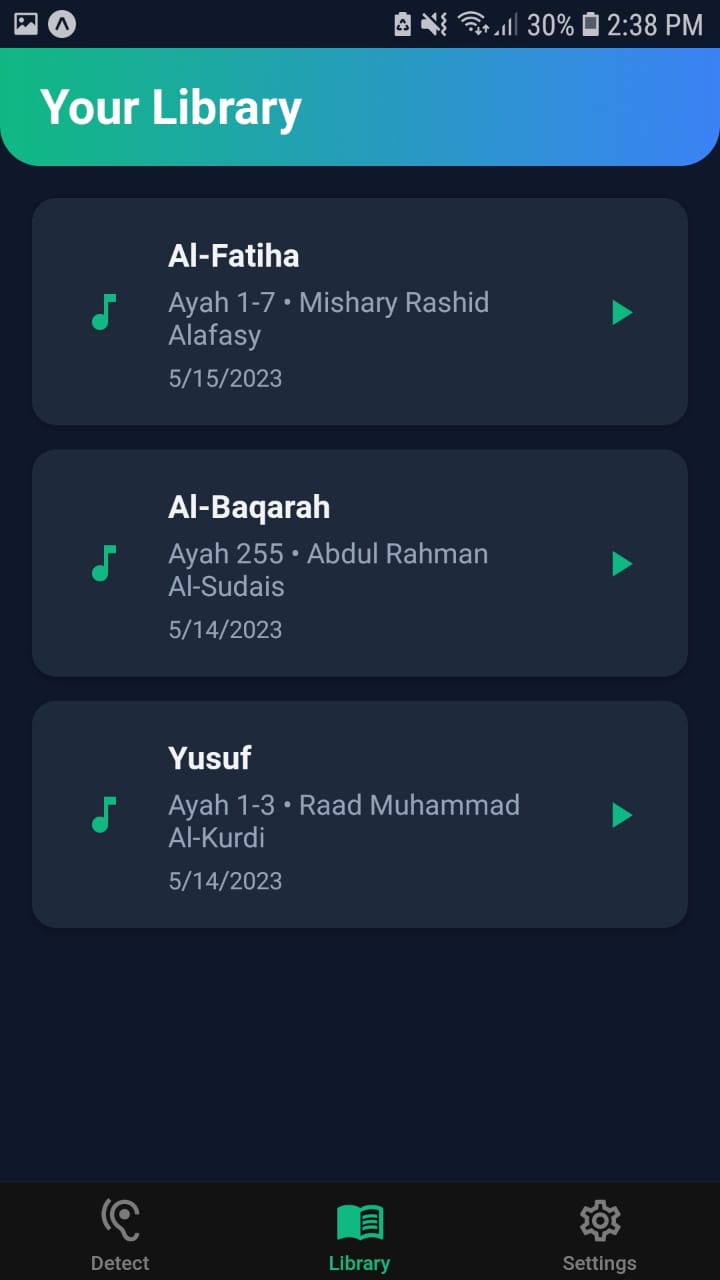 30% 2:38 PM
Your Library
Al-Fatiha
Ayah 1-7 • Mishary Rashid
Alafasy
5/15/2023
Al-Baqarah
Ayah 255 • Abdul Rahman
Al-Sudais
5/14/2023
Yusuf
Ayah 1-3 • Raad Muhammad
Al-Kurdi
5/14/2023
Detect Library Settings